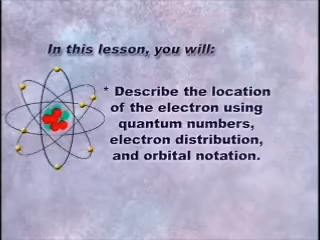 In this lesson, you will:
* Describe the location
of the electron using
quantum numbers,
electron distribution,
and orbital notation.